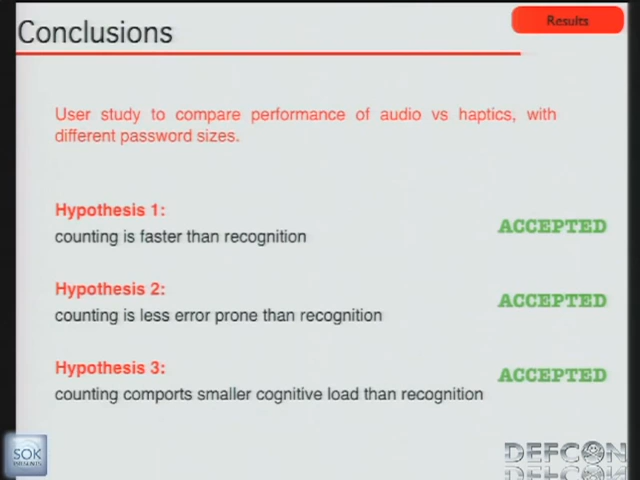 Results
Conclusions
User study to compare performance of audio vs haptics, with
different password sizes.
Hypothesis 1:
counting is faster than recognition
ACCEPTED
Hypothesis 2:
counting is less error prone than recognition
ACCEPTED
Hypothesis 3:
counting comports smaller cognitive load than recognition
ACCEPTED
SOK
DEFCON